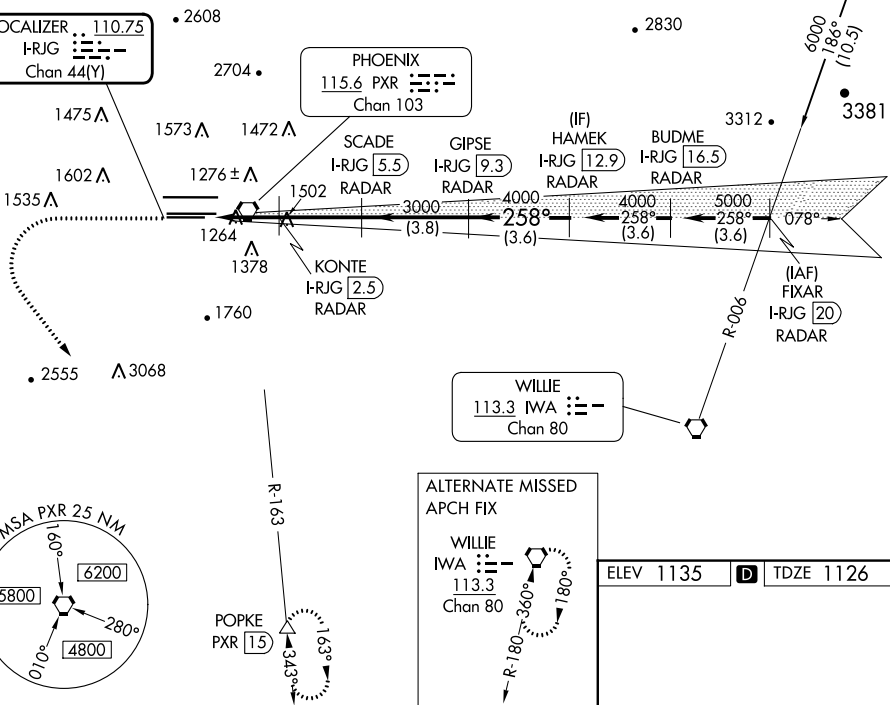 OCALIZER 110.75
I-RJG
Chan 44(Y)
2608
2830
6000
186°
(10.5)
2704
PHOENIX
115.6 PXR
Chan 103
3381
1475
1573
1472
3312
SCADE
I-RJG 5.5
RADAR
GIPSE
I-RJG 9.3
RADAR
(IF)
HAMEK
I-RJG 12.9
RADAR
BUDME
I-RJG 16.5
RADAR
1602
1276 ±
1535
1502
3000
(3.8)
4000
258°
(3.6)
4000
258°
(3.6)
5000
258°
(3.6)
078°
1264
1378
KONTE
I-RJG 2.5
RADAR
(IAF)
FIXAR
I-RJG 20
RADAR
1760
R-006
2555
3068
WILLIE
113.3 IWA
Chan 80
R-163
MSA PXR 25 NM
160°
6200
5800
280°
4800
010°
POPKE
PXR 15
163°
343°
ALTERNATE MISSED
APCH FIX
WILLIE
IWA
113.3
Chan 80
360°
180°
R-180
ELEV 1135
D
TDZE 1126